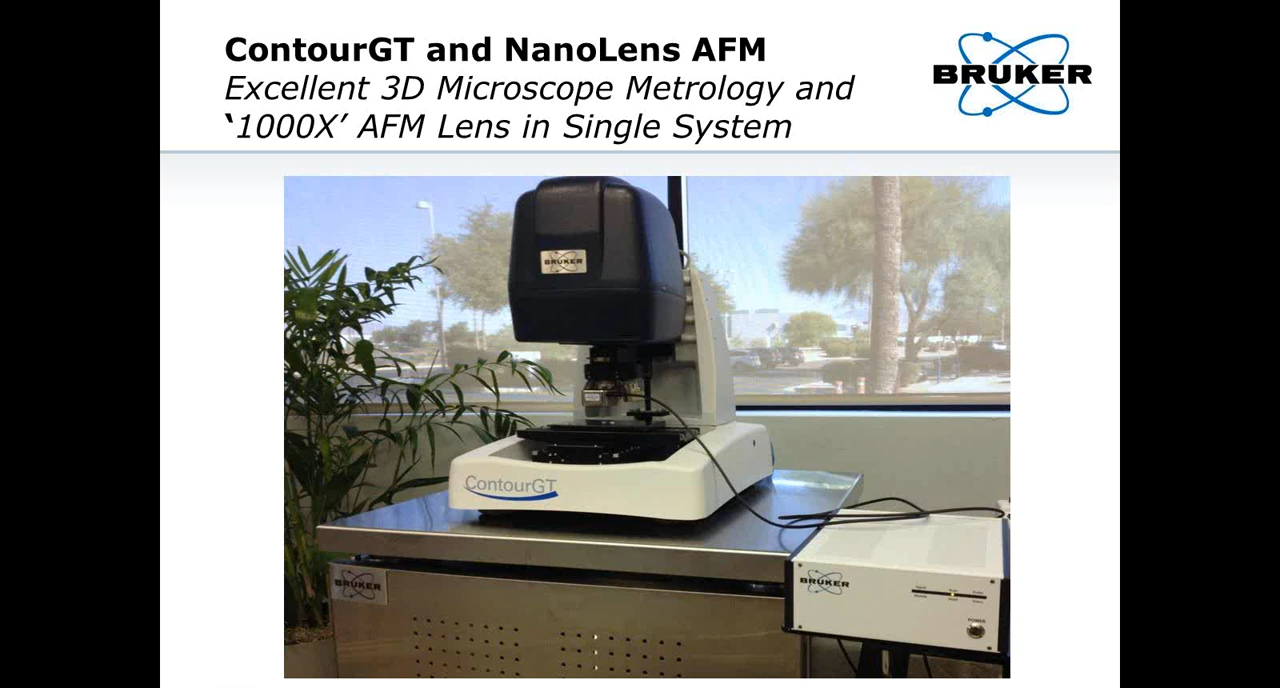 ContourGT and NanoLens AFM
Excellent 3D Microscope Metrology and
‘1000X’ AFM Lens in Single System
BRUKER
BRUKER
ContourGT
BRUKER
BRUKER
POWER